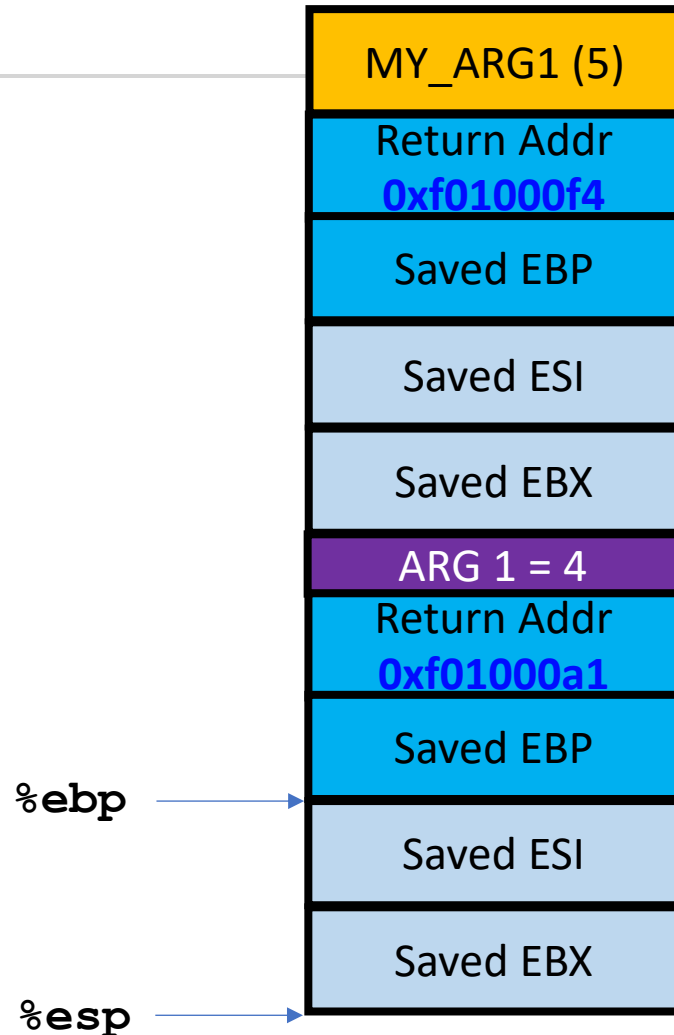 MY_ARG1 (5)
Return Addr
0xf01000f4
Saved EBP
Saved ESI
Saved EBX
ARG 1 = 4
Return Addr
0xf01000a1
Saved EBP
%ebp
Saved ESI
Saved EBX
%esp